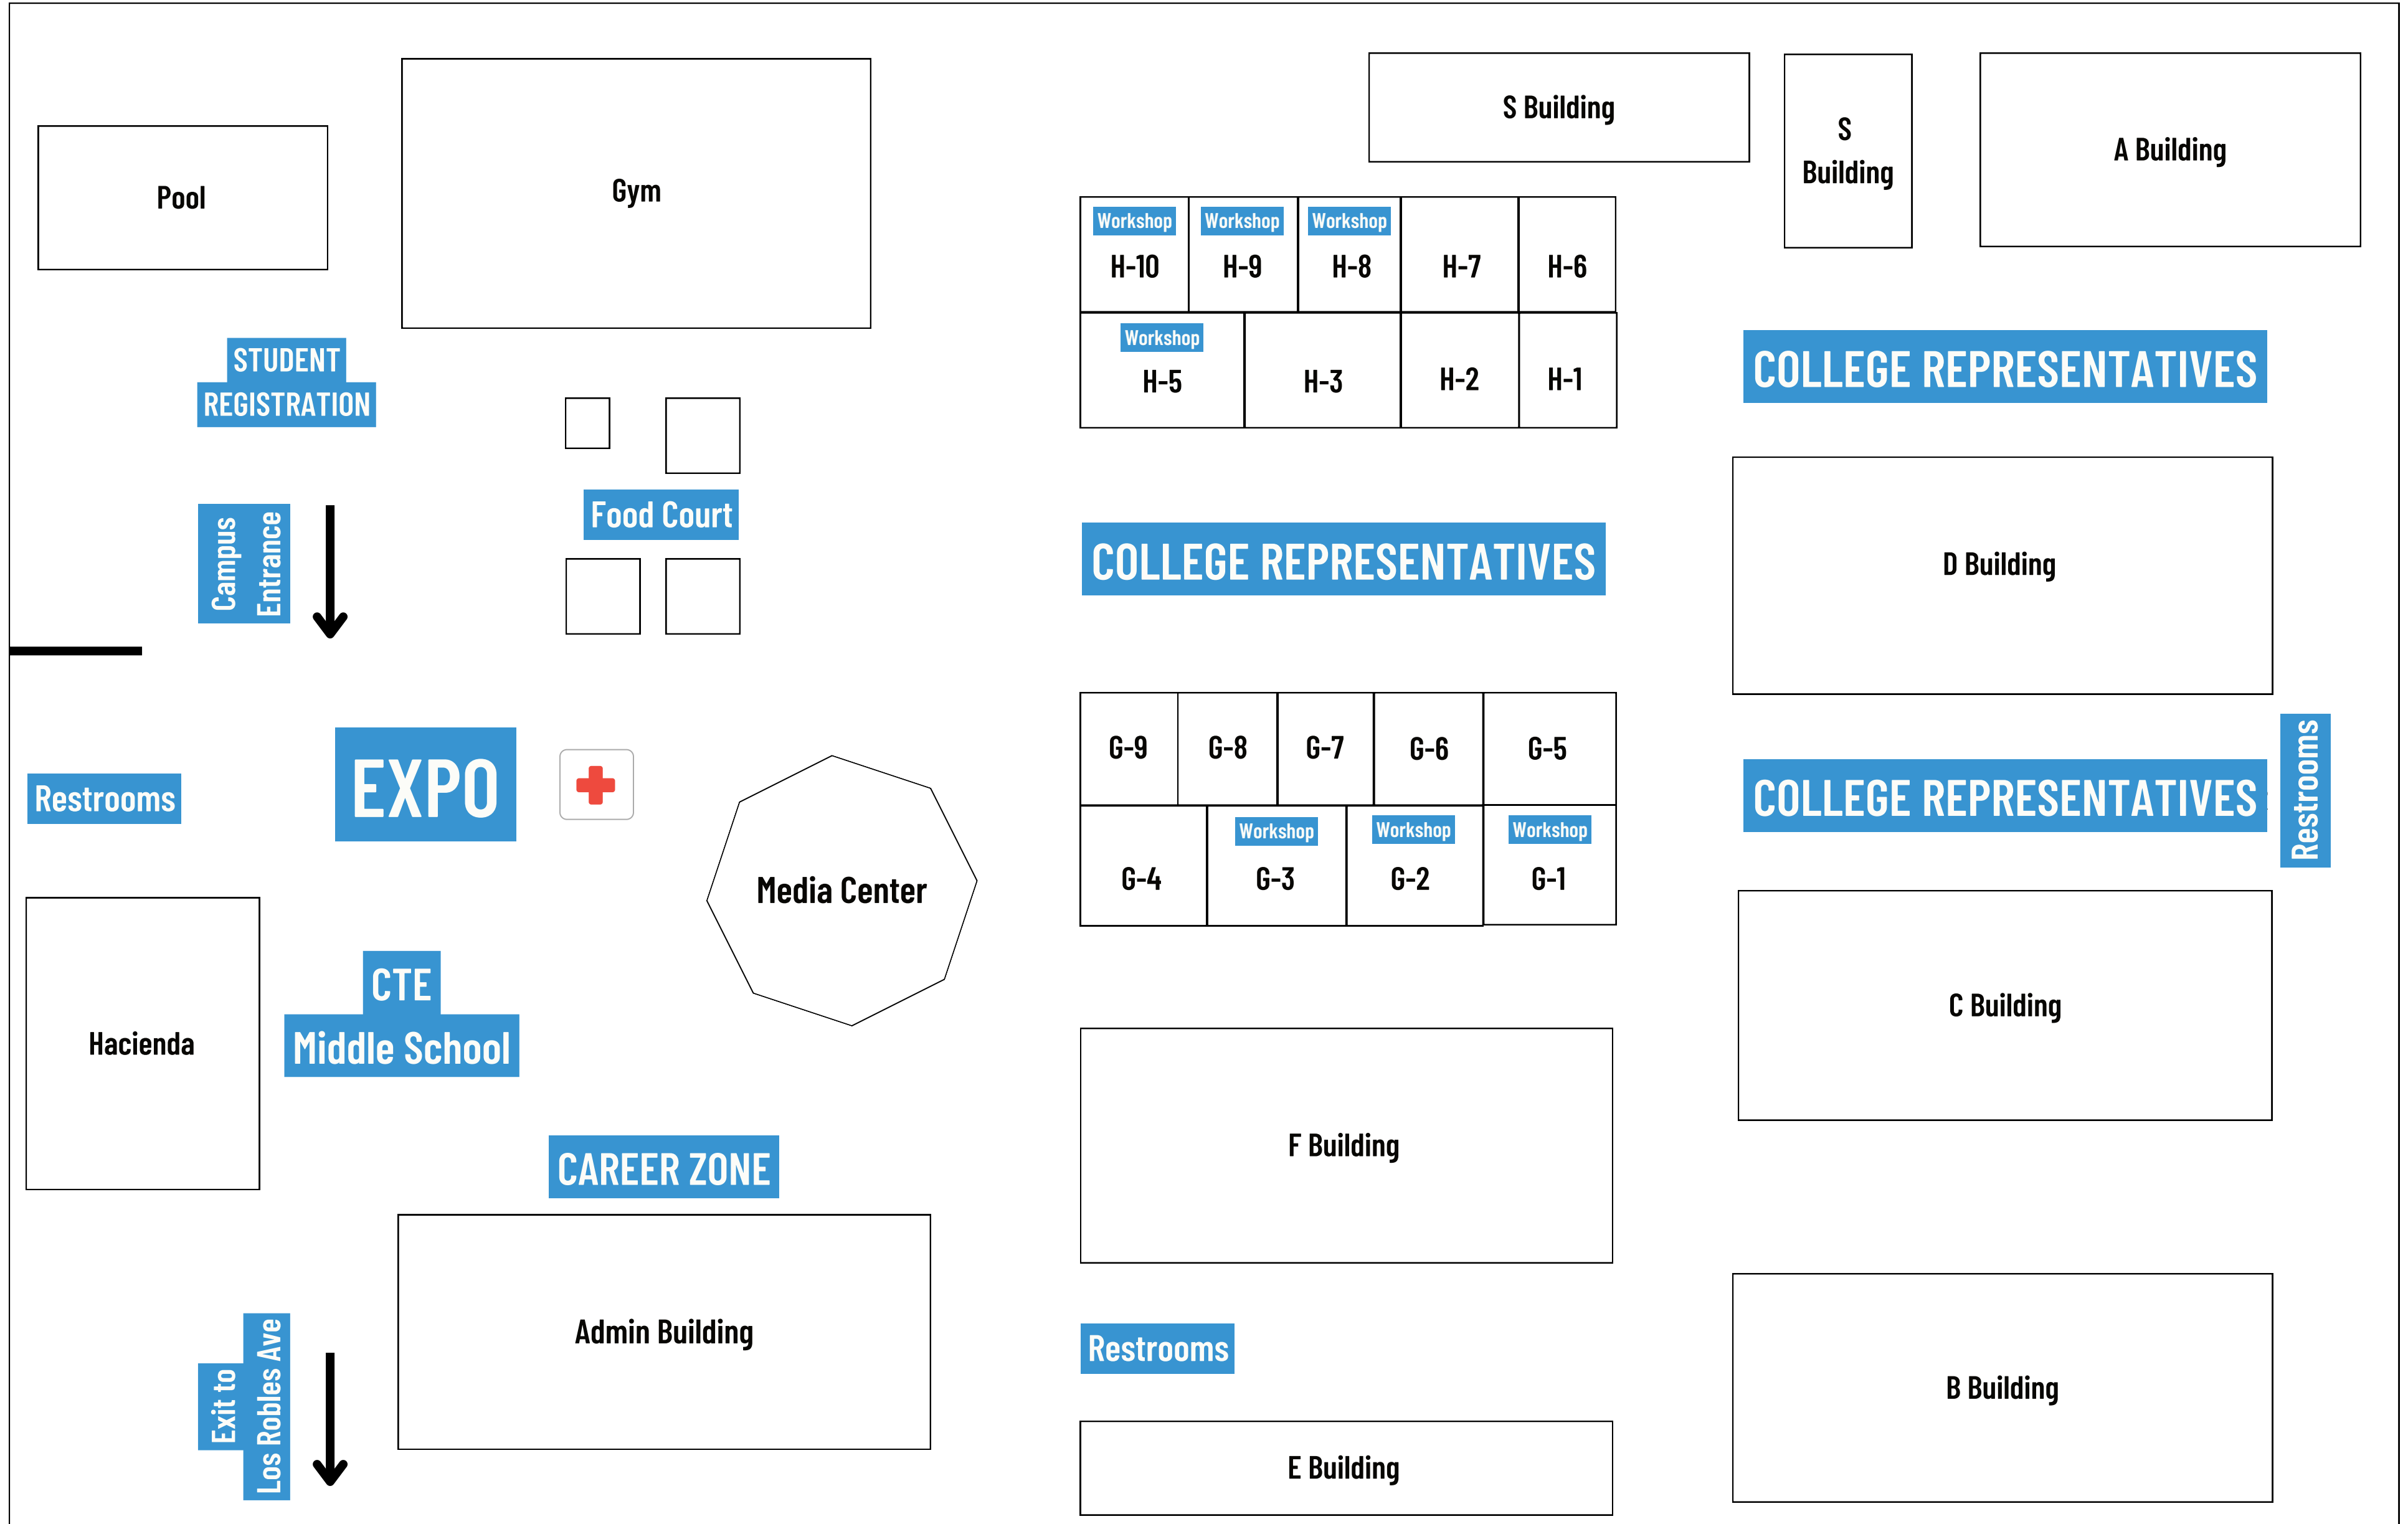 S Building
S
Building
A Building
Pool
Gym
Workshop
Workshop
Workshop
H-10
H-9
H-8
H-7
H-6
Workshop
H-5
H-3
H-2
H-1
STUDENT
REGISTRATION
COLLEGE REPRESENTATIVES
Campus
Entrance
Food Court
COLLEGE REPRESENTATIVES
D Building
EXPO
Restrooms
G-9
G-8
G-7
G-6
G-5
COLLEGE REPRESENTATIVES
Restrooms
Workshop
Workshop
Workshop
G-4
G-3
G-2
G-1
Media Center
Hacienda
CTE
Middle School
C Building
CAREER ZONE
F Building
Admin Building
Exit to
Los Robles Ave
Restrooms
B Building
E Building